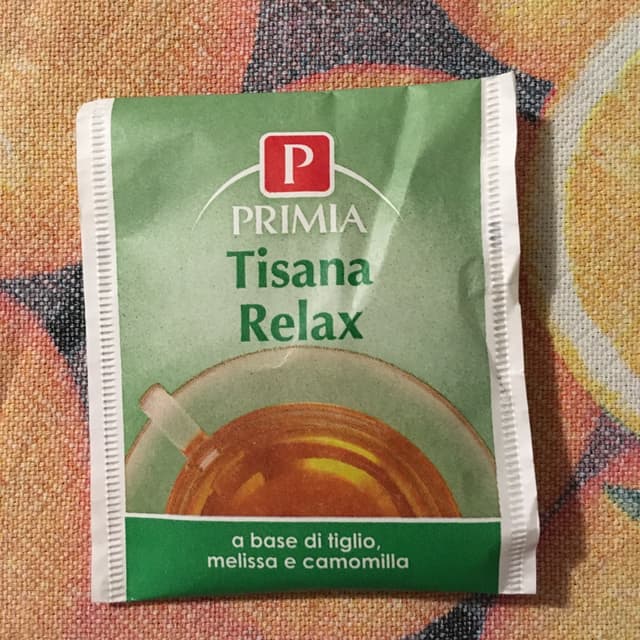 P
PRIMIA
Tisana
Relax
a base di tiglio,
melissa e camomilla